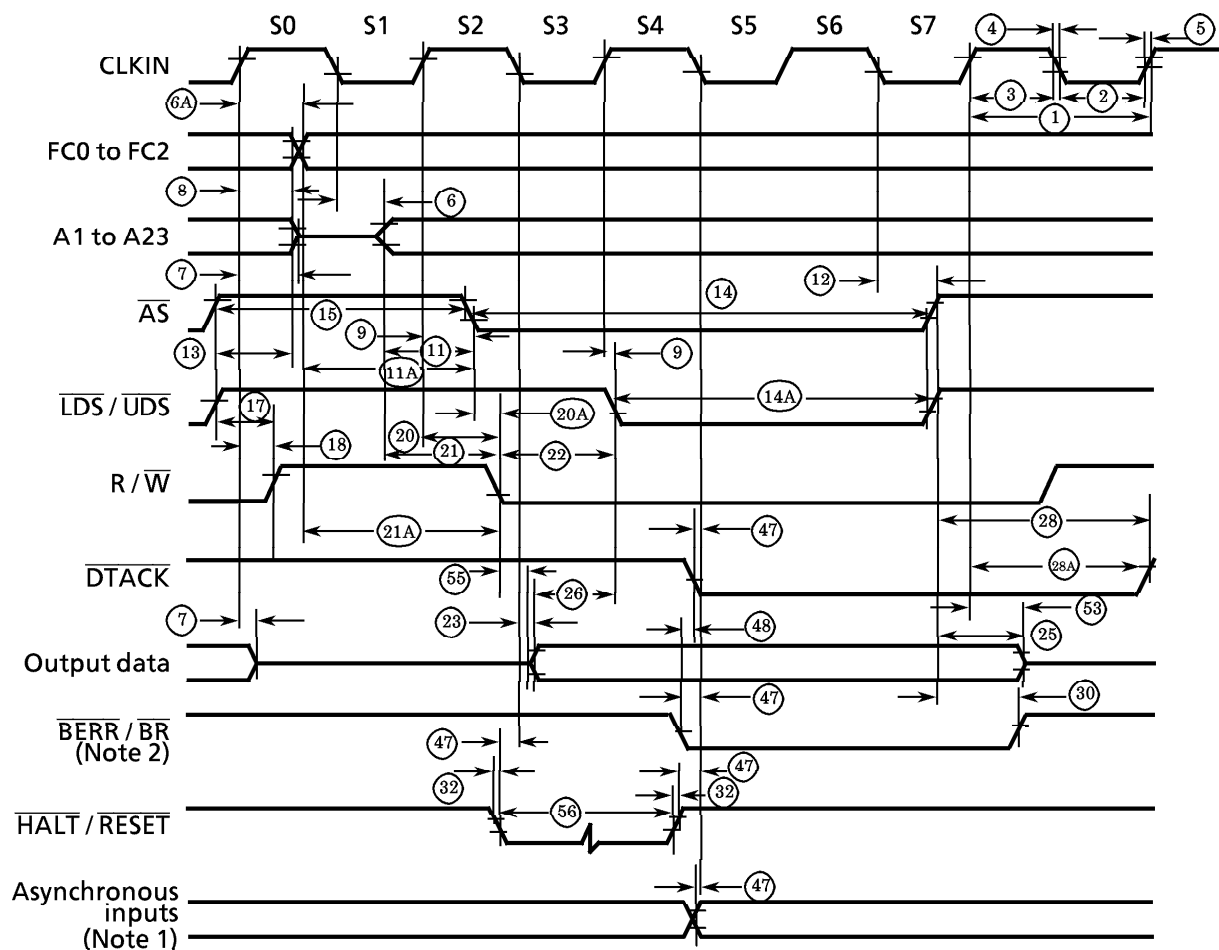 S0 S1 S2 S3 S4 S5 S6 S7
4 5
CLKIN
6A 3 2
1
FC0 to FC2
8 6
A1 to A23
7 12 14
AS
15
9
13 11 9
11A
LDS / UDS
17 20A 14A
20
18 21 22
R / W
21A 47 28
DTACK
55 26 28A
7 23 48 53
25
Output data
47 30
BERR / BR
(Note 2)
47 47
32 32
56
HALT / RESET
47
Asynchronous
inputs
(Note 1)